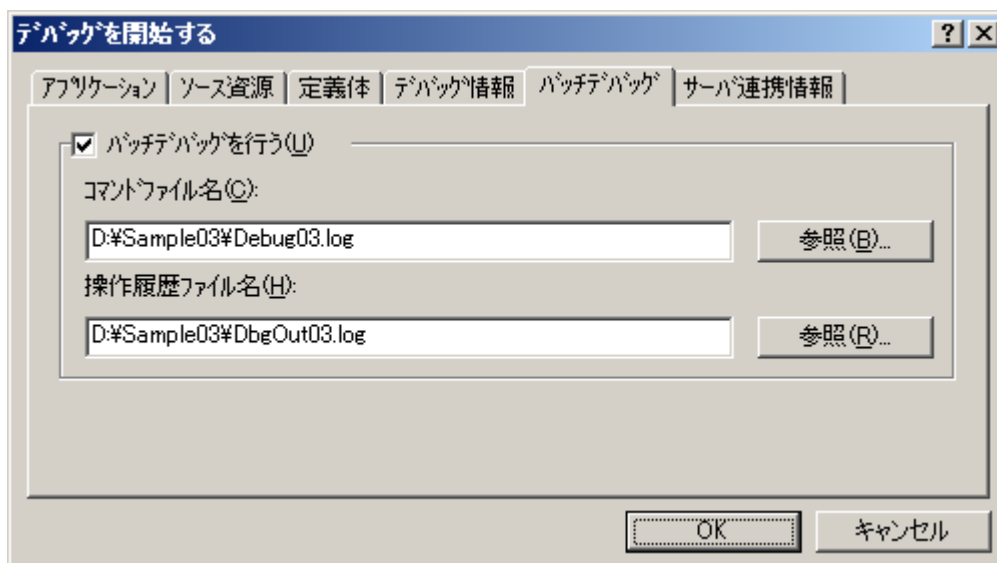 デバッグを開始する
アプリケーション ソース資源 定義体 デバッグ情報 バッチデバッグ サーバ連携情報
バッチデバッグを行う(U)
コマンドファイル名(C):
D:¥Sample03¥Debug03.log 参照(B)...
操作履歴ファイル名(H):
D:¥Sample03¥DbgOut03.log 参照(R)...
OK キャンセル